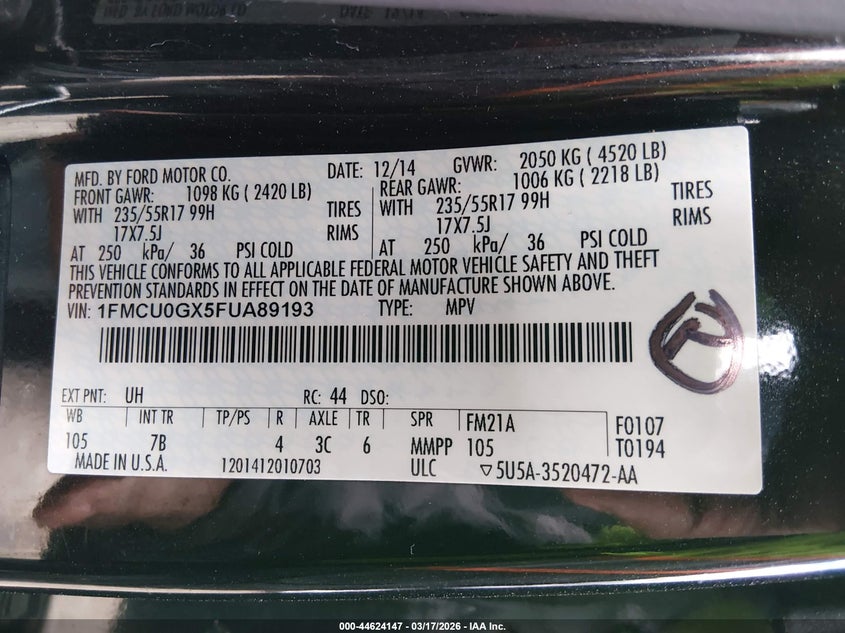 MFD. BY FORD MOTOR CO.
MFD. BY FORD MOTOR CO. DATE: 12/14 GVWR: 2050 KG ( 4520 LB)
FRONT GAWR: 1098 KG ( 2420 LB) REAR GAWR: 1006 KG ( 2218 LB)
WITH 235/55R17 99H TIRES WITH 235/55R17 99H TIRES
17X7.5J RIMS 17X7.5J RIMS
AT 250 kPa/ 36 PSI COLD AT 250 kPa/ 36 PSI COLD
THIS VEHICLE CONFORMS TO ALL APPLICABLE FEDERAL MOTOR VEHICLE SAFETY AND THEFT
PREVENTION STANDARDS IN EFFECT ON THE DATE OF MANUFACTURE SHOWN ABOVE.
VIN: 1FMCU0GX5FUA89193 TYPE: MPV
EXT PNT: UH RC: 44 DSO:
WB INT TR TP/PS R AXLE TR SPR FM21A F0107
105 7B 4 3C 6 MMPP 105 T0194
MADE IN U.S.A. 1201412010703 ULC ▽5U5A-3520472-AA
000-44624147 — 03/17/2026 — IAA Inc.